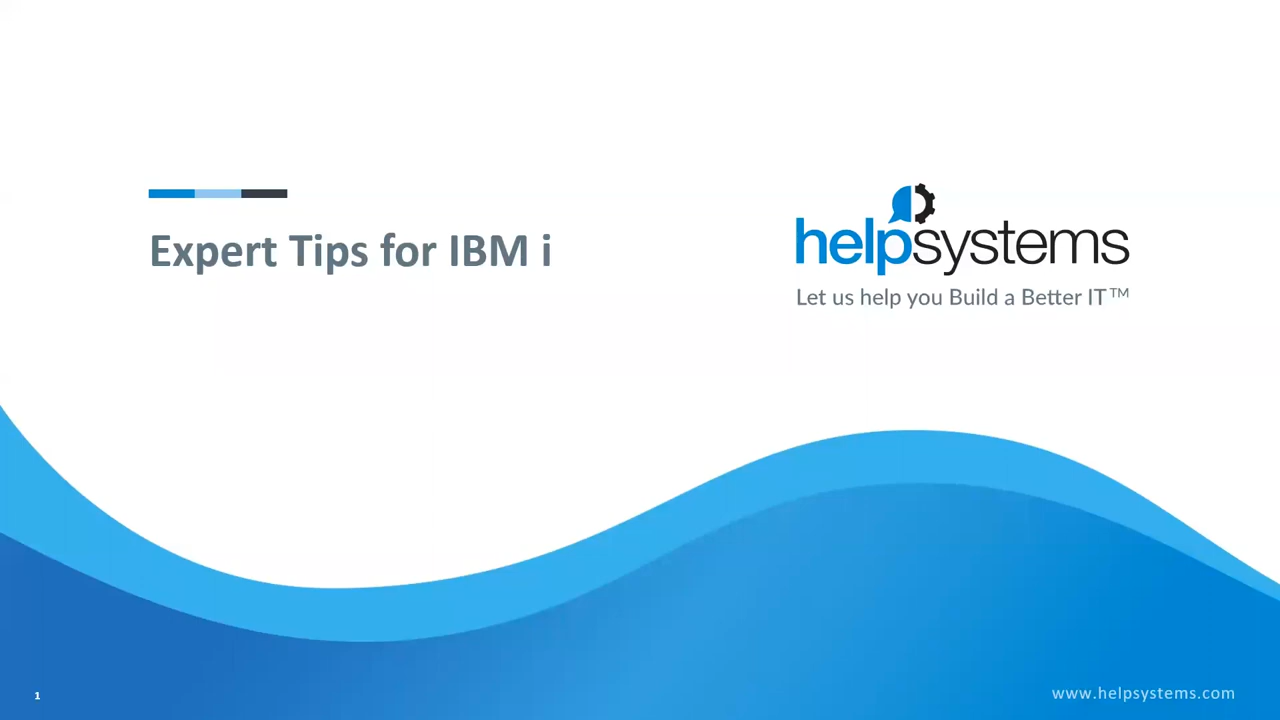 Expert Tips for IBM i
helpsystems
Let us help you Build a Better IT™
1
www.helpsystems.com